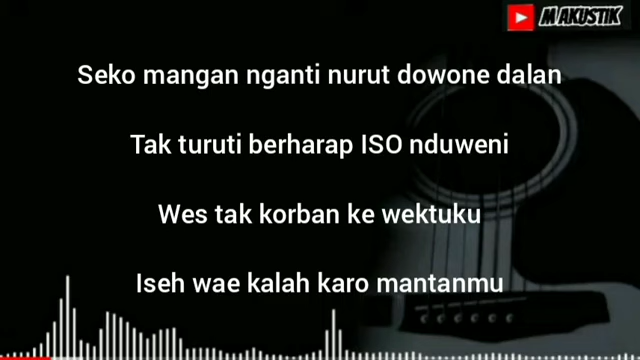 M AKUSTIK
Seko mangan nganti nurut dowone dalan
Tak turuti berharap ISO nduweni
Wes tak korban ke wektuku
Iseh wae kalah karo mantanmu